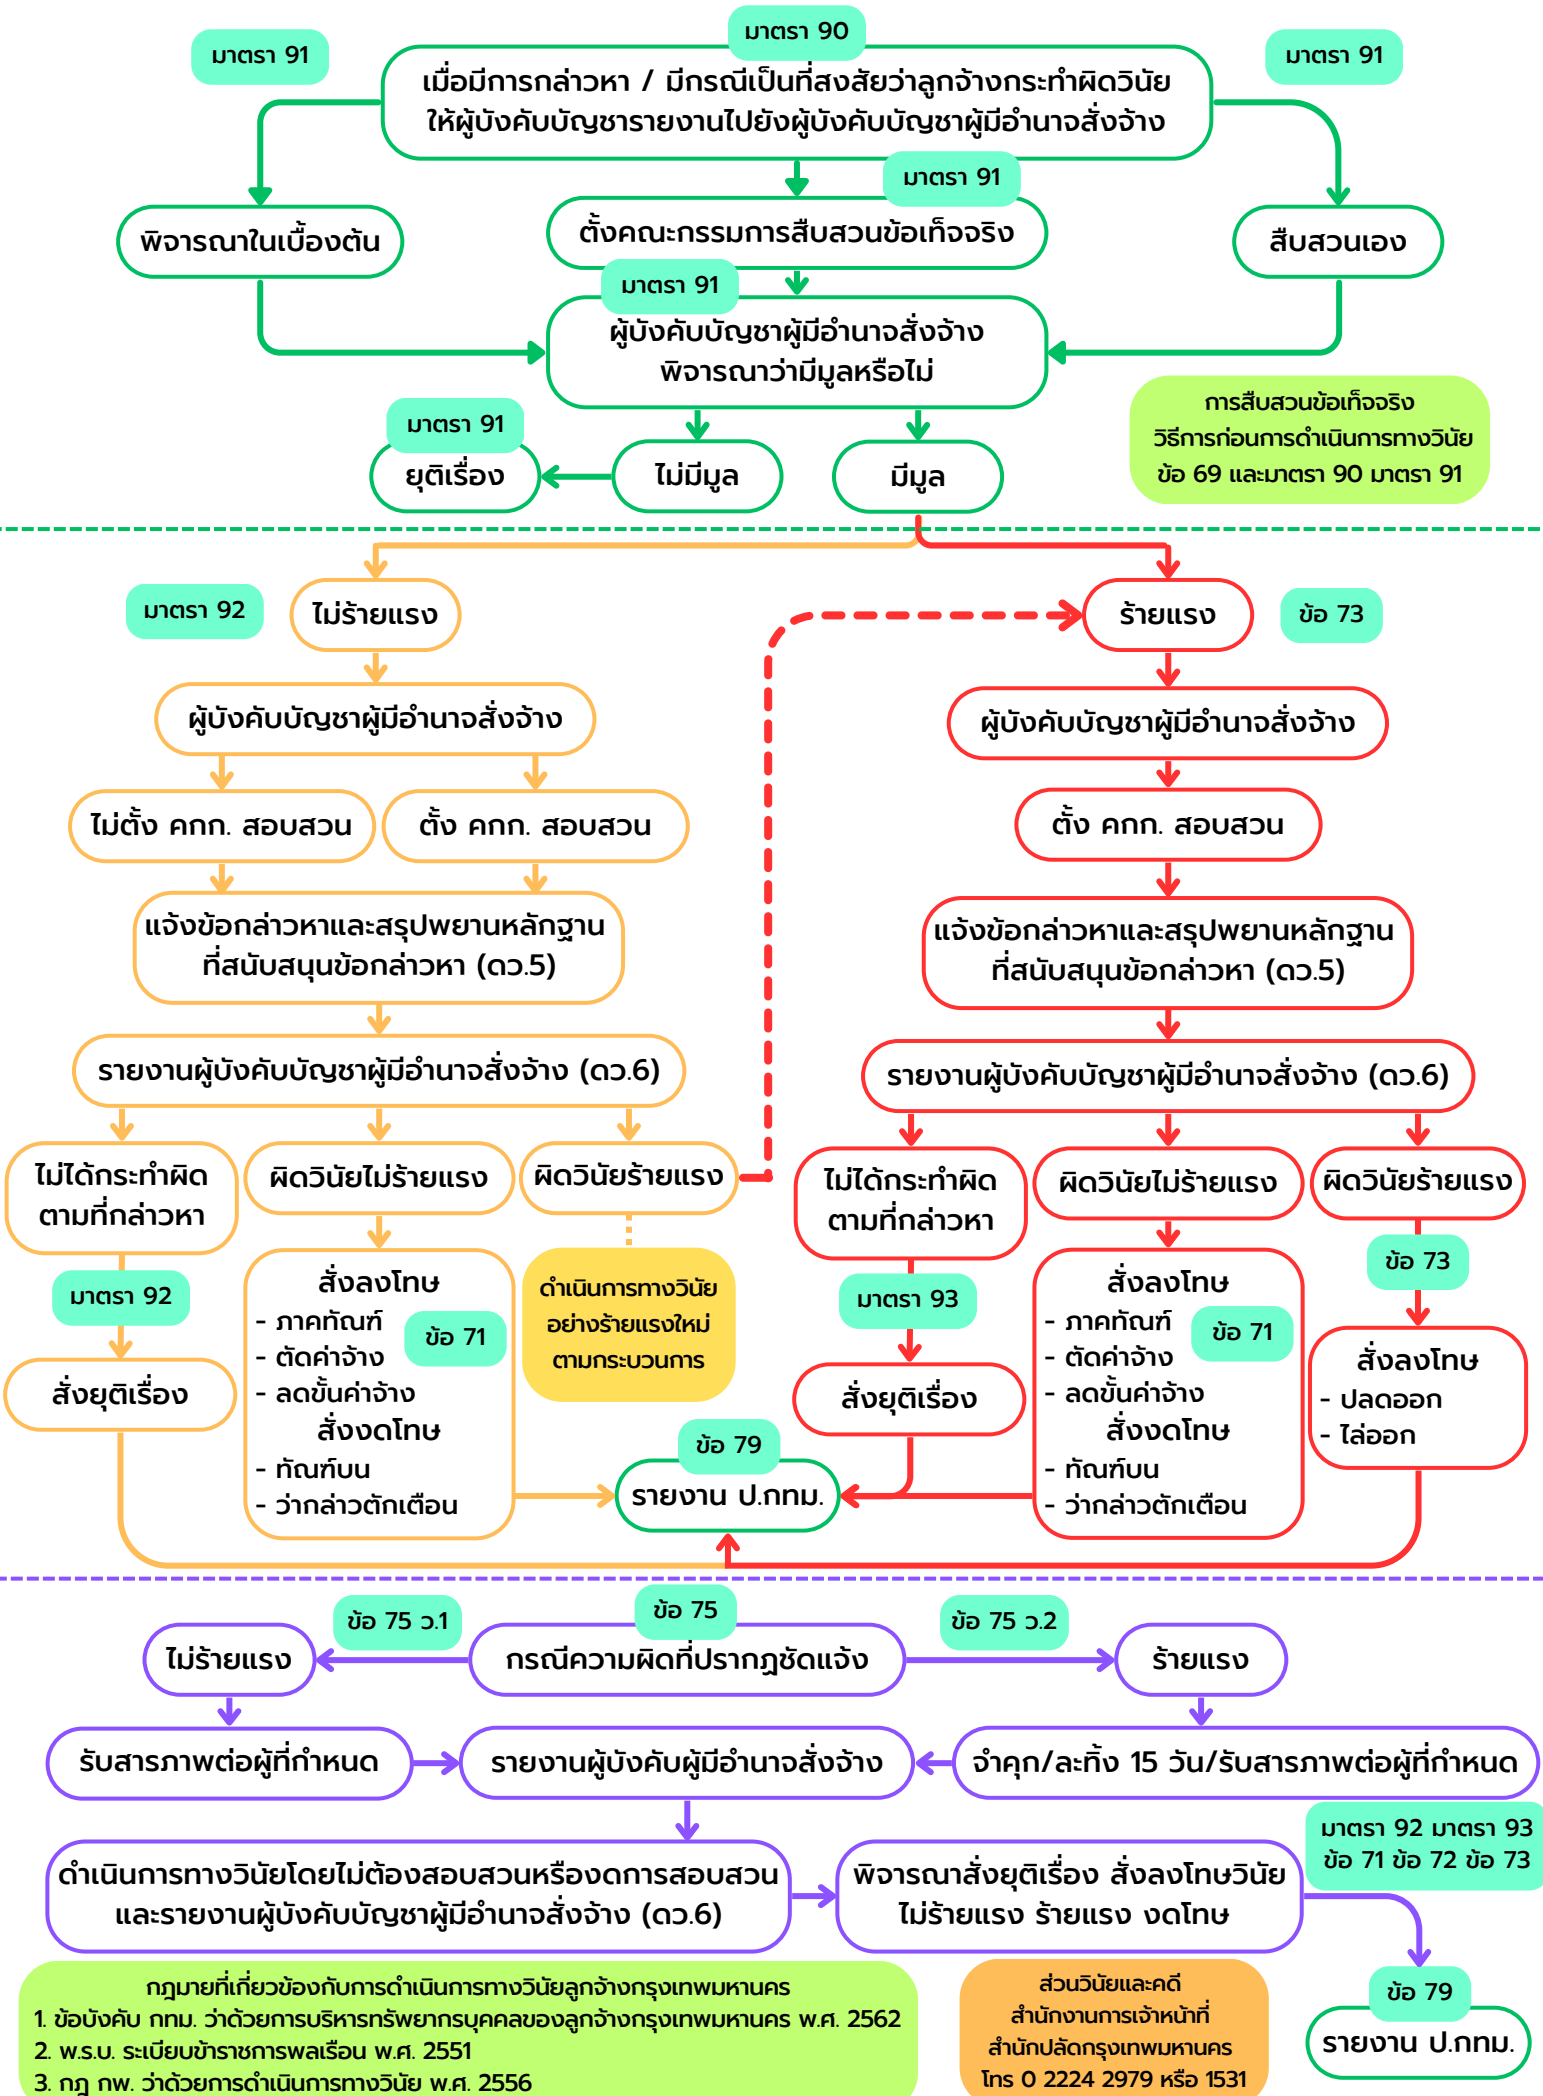 มาตรา 90
มาตรา 91
มาตรา 91
เมื่อมีการกล่าวหา / มีกรณีเป็นที่สงสัยว่าลูกจ้างกระทำผิดวินัย
ให้ผู้บังคับบัญชารายงานไปยังผู้บังคับบัญชาผู้มีอำนาจสั่งจ้าง
มาตรา 91
พิจารณาในเบื้องต้น
ตั้งคณะกรรมการสืบสวนข้อเท็จจริง
สืบสวนเอง
มาตรา 91
ผู้บังคับบัญชาผู้มีอำนาจสั่งจ้าง
พิจารณาว่ามีมูลหรือไม่
มาตรา 91
ยุติเรื่อง
ไม่มีมูล
มีมูล
การสืบสวนข้อเท็จจริง
วิธีการก่อนการดำเนินการทางวินัย
ข้อ 69 และมาตรา 90 มาตรา 91
มาตรา 92
ไม่ร้ายแรง
ร้ายแรง
ข้อ 73
ผู้บังคับบัญชาผู้มีอำนาจสั่งจ้าง
ไม่ตั้ง คกก. สอบสวน
ตั้ง คกก. สอบสวน
แจ้งข้อกล่าวหาและสรุปพยานหลักฐาน
ที่สนับสนุนข้อกล่าวหา (ดว.5)
รายงานผู้บังคับบัญชาผู้มีอำนาจสั่งจ้าง (ดว.6)
ไม่ได้กระทำผิด
ตามที่กล่าวหา
ผิดวินัยไม่ร้ายแรง
ผิดวินัยร้ายแรง
มาตรา 92
สั่งยุติเรื่อง
สั่งลงโทษ
- ภาคทัณฑ์
- ตัดค่าจ้าง
- ลดขั้นค่าจ้าง
ข้อ 71
สั่งงดโทษ
- ทัณฑ์บน
- ว่ากล่าวตักเตือน
ดำเนินการทางวินัย
อย่างร้ายแรงใหม่
ตามกระบวนการ
ผู้บังคับบัญชาผู้มีอำนาจสั่งจ้าง
ตั้ง คกก. สอบสวน
แจ้งข้อกล่าวหาและสรุปพยานหลักฐาน
ที่สนับสนุนข้อกล่าวหา (ดว.5)
รายงานผู้บังคับบัญชาผู้มีอำนาจสั่งจ้าง (ดว.6)
ไม่ได้กระทำผิด
ตามที่กล่าวหา
ผิดวินัยไม่ร้ายแรง
ผิดวินัยร้ายแรง
มาตรา 93
สั่งยุติเรื่อง
สั่งลงโทษ
- ภาคทัณฑ์
- ตัดค่าจ้าง
- ลดขั้นค่าจ้าง
ข้อ 71
สั่งงดโทษ
- ทัณฑ์บน
- ว่ากล่าวตักเตือน
ข้อ 73
สั่งลงโทษ
- ปลดออก
- ไล่ออก
ข้อ 79
รายงาน ป.กทม.
ข้อ 75 ว.1
ข้อ 75
ข้อ 75 ว.2
ไม่ร้ายแรง
กรณีความผิดที่ปรากฏชัดแจ้ง
ร้ายแรง
รับสารภาพต่อผู้ที่กำหนด
รายงานผู้บังคับผู้มีอำนาจสั่งจ้าง
จำคุก/ละทิ้ง 15 วัน/รับสารภาพต่อผู้ที่กำหนด
มาตรา 92 มาตรา 93
ข้อ 71 ข้อ 72 ข้อ 73
ดำเนินการทางวินัยโดยไม่ต้องสอบสวนหรืองดการสอบสวน
และรายงานผู้บังคับบัญชาผู้มีอำนาจสั่งจ้าง (ดว.6)
พิจารณาสั่งยุติเรื่อง สั่งลงโทษวินัย
ไม่ร้ายแรง ร้ายแรง งดโทษ
ข้อ 79
รายงาน ป.กทม.
กฎมายที่เกี่ยวข้องกับการดำเนินการทางวินัยลูกจ้างกรุงเทพมหานคร
1. ข้อบังคับ กทม. ว่าด้วยการบริหารทรัพยากรบุคคลของลูกจ้างกรุงเทพมหานคร พ.ศ. 2562
2. พ.ร.บ. ระเบียบข้าราชการพลเรือน พ.ศ. 2551
3. กฎ กพ. ว่าด้วยการดำเนินการทางวินัย พ.ศ. 2556
ส่วนวินัยและคดี
สำนักงานการเจ้าหน้าที่
สำนักปลัดกรุงเทพมหานคร
โทร 0 2224 2979 หรือ 1531